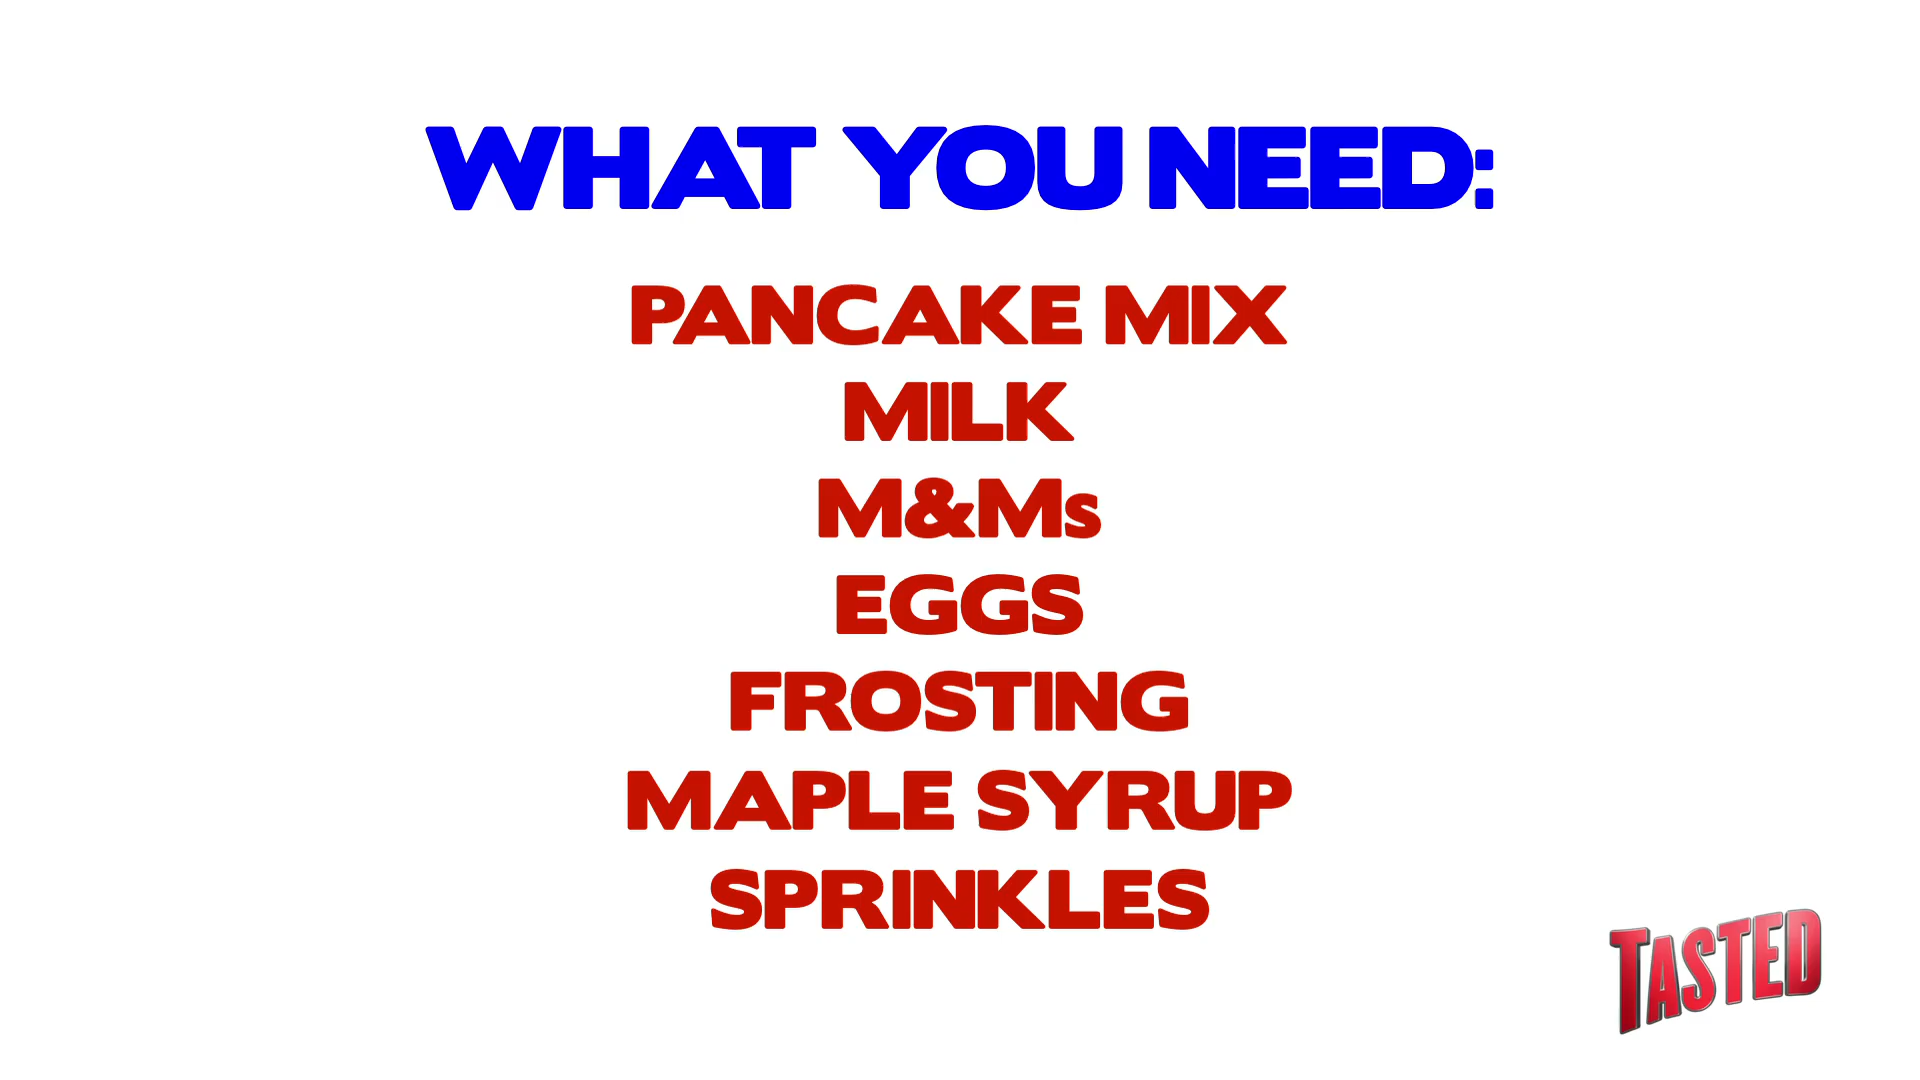 WHAT YOU NEED:
PANCAKE MIX
MILK
M&Ms
EGGS
FROSTING
MAPLE SYRUP
SPRINKLES
TASTED